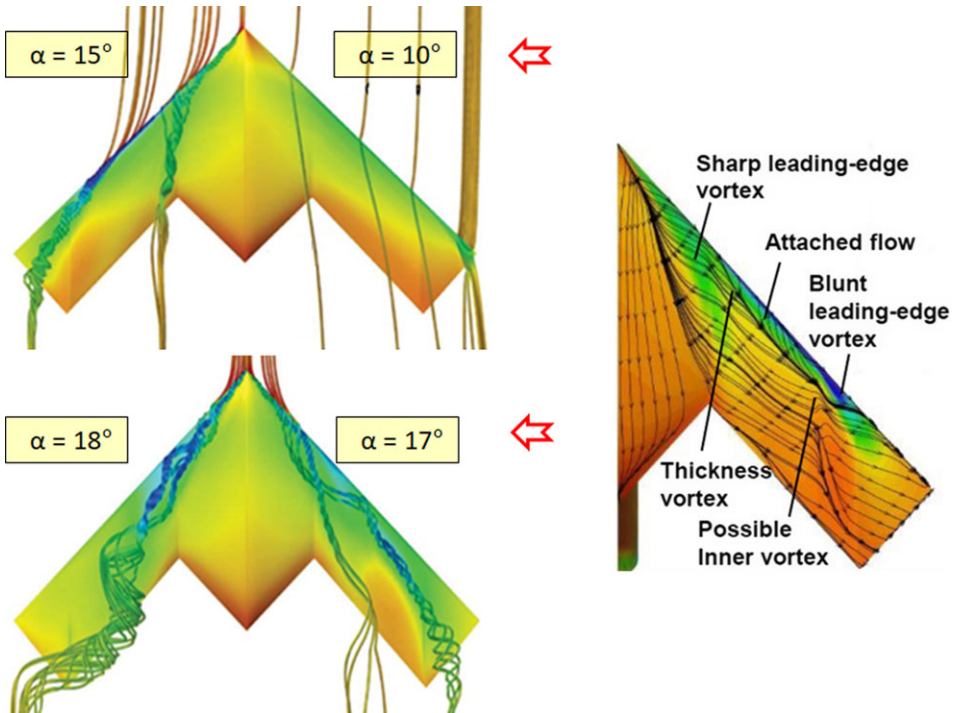 α = 15°
α = 10°
α = 18°
α = 17°
Sharp leading-edge
vortex
Attached flow
Blunt
leading-edge
vortex
Thickness
vortex
Possible
Inner vortex